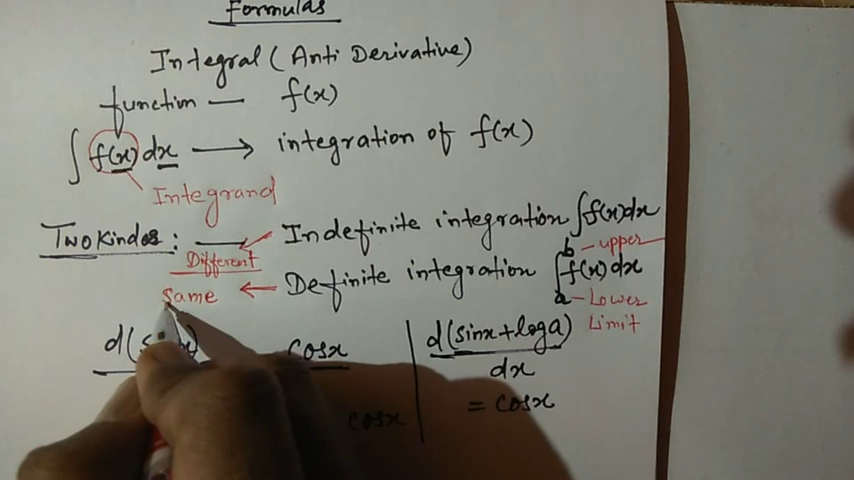 Formulas
Integral (Anti Derivative)
function — f(x)
∫ f(x) dx → integration of f(x)
Integrand
Two kinds : — Indefinite integration ∫f(x)dx
Different
b - upper
Same ← Definite integration ∫f(x)dx
a - Lower
Limit
cosx | d(sinx+loga)
dx
cosx = cosx